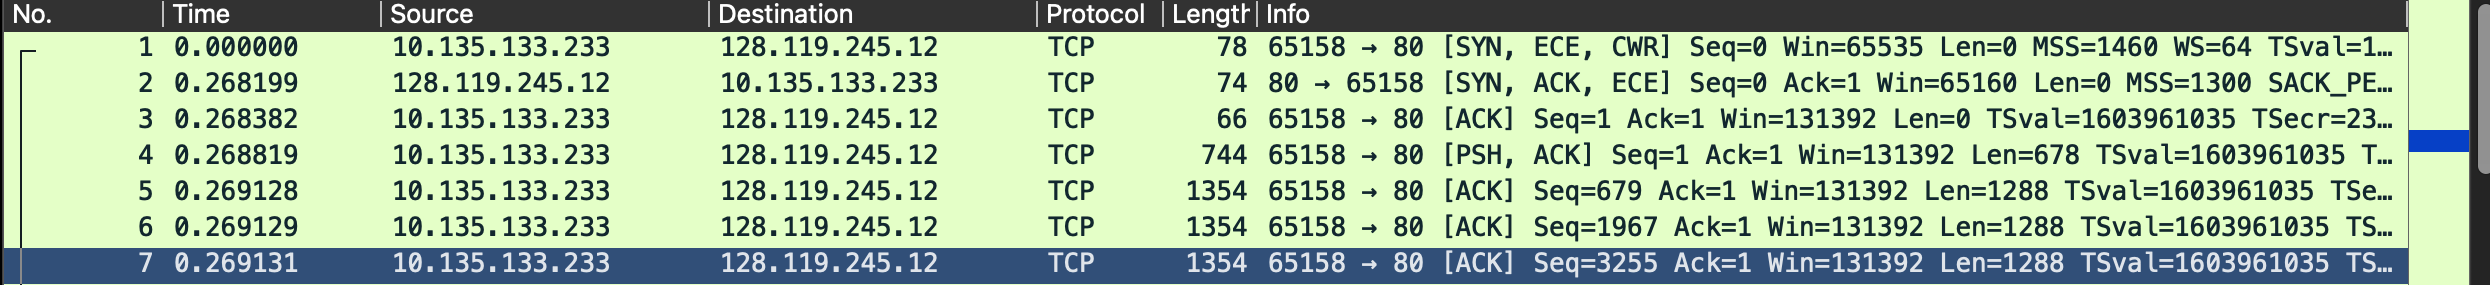 No. Time Source Destination Protocol Length Info
1 0.000000 10.135.133.233 128.119.245.12 TCP 78 65158 → 80 [SYN, ECE, CWR] Seq=0 Win=65535 Len=0 MSS=1460 WS=64 TSval=1…
2 0.268199 128.119.245.12 10.135.133.233 TCP 74 80 → 65158 [SYN, ACK, ECE] Seq=0 Ack=1 Win=65160 Len=0 MSS=1300 SACK_PE…
3 0.268382 10.135.133.233 128.119.245.12 TCP 66 65158 → 80 [ACK] Seq=1 Ack=1 Win=131392 Len=0 TSval=1603961035 TSecr=23…
4 0.268819 10.135.133.233 128.119.245.12 TCP 744 65158 → 80 [PSH, ACK] Seq=1 Ack=1 Win=131392 Len=678 TSval=1603961035 T…
5 0.269128 10.135.133.233 128.119.245.12 TCP 1354 65158 → 80 [ACK] Seq=679 Ack=1 Win=131392 Len=1288 TSval=1603961035 TSe…
6 0.269129 10.135.133.233 128.119.245.12 TCP 1354 65158 → 80 [ACK] Seq=1967 Ack=1 Win=131392 Len=1288 TSval=1603961035 TS…
7 0.269131 10.135.133.233 128.119.245.12 TCP 1354 65158 → 80 [ACK] Seq=3255 Ack=1 Win=131392 Len=1288 TSval=1603961035 TS…